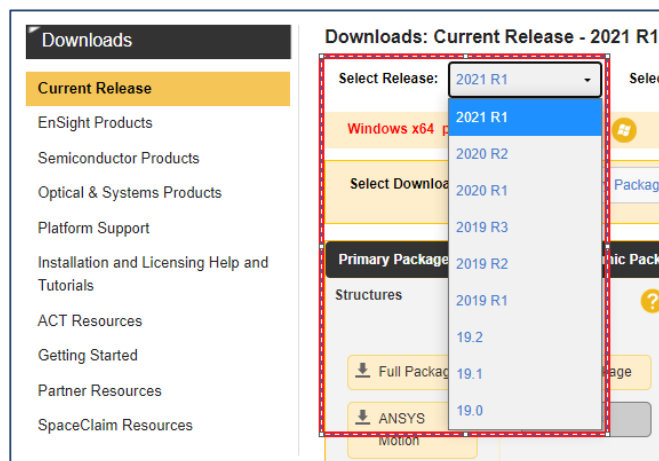 Downloads
Current Release
EnSight Products
Semiconductor Products
Optical & Systems Products
Platform Support
Installation and Licensing Help and
Tutorials
ACT Resources
Getting Started
Partner Resources
SpaceClaim Resources
Downloads: Current Release - 2021 R1
Select Release: 2021 R1
Windows x64
Select
Primary
Structures
Full
ANSYS
Motion
2021 R1
2020 R2
2020 R1
2019 R3
2019 R2
2019 R1
19.2
19.1
19.0